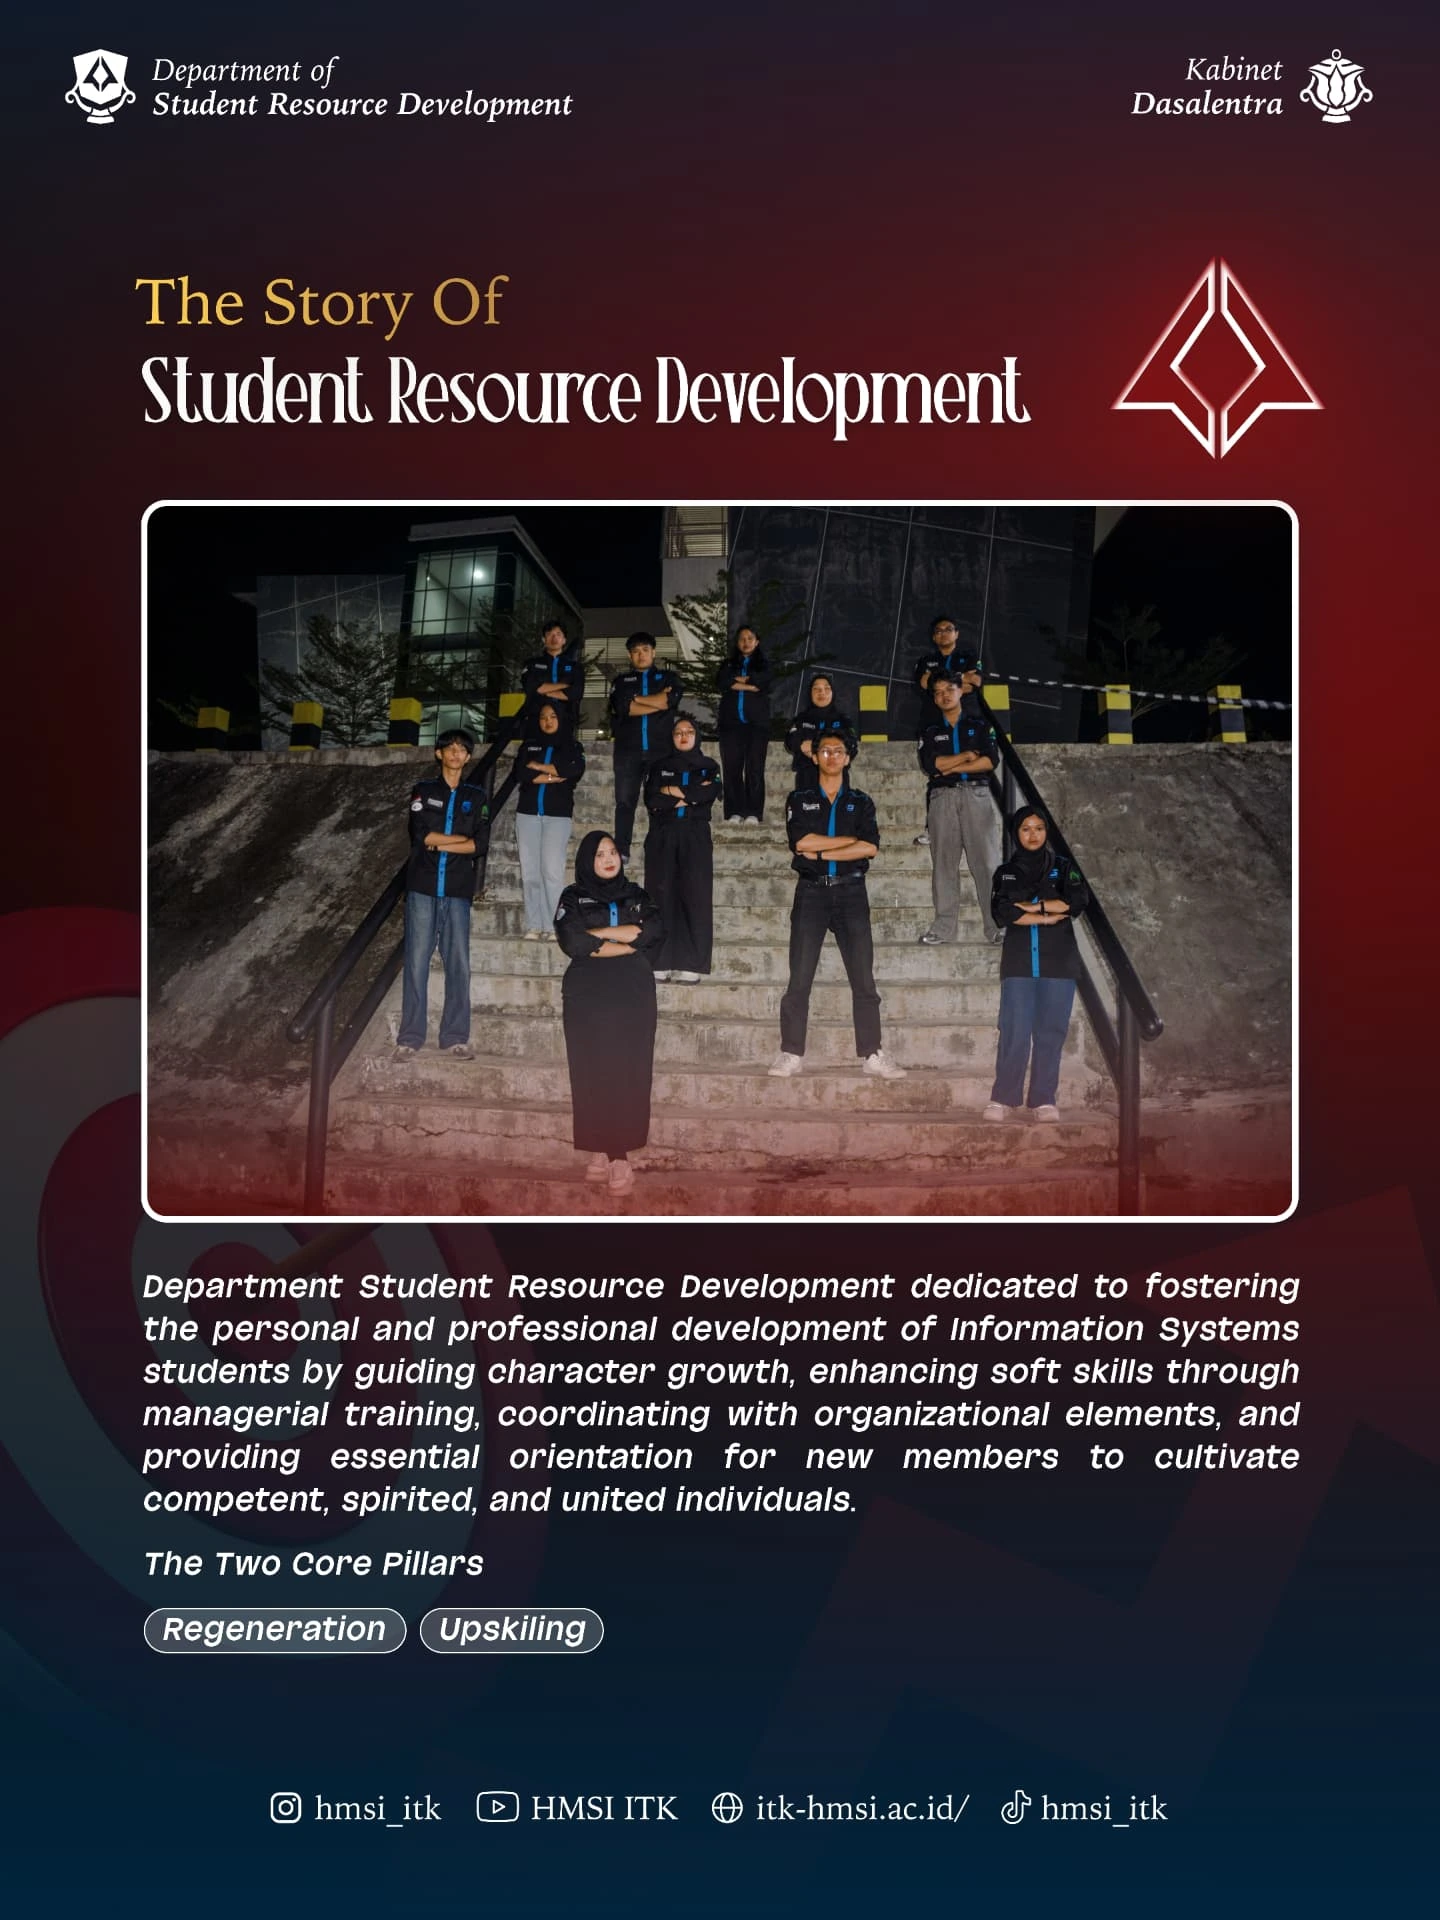 Department of
Student Resource Development
Kabinet
Dasalentra
The Story Of
Student Resource Development
Department Student Resource Development dedicated to fostering
the personal and professional development of Information Systems
students by guiding character growth, enhancing soft skills through
managerial training, coordinating with organizational elements, and
providing essential orientation for new members to cultivate
competent, spirited, and united individuals.
The Two Core Pillars
Regeneration
Upskiling
hmsi_itk
HMSI ITK
itk-hmsi.ac.id/
hmsi_itk